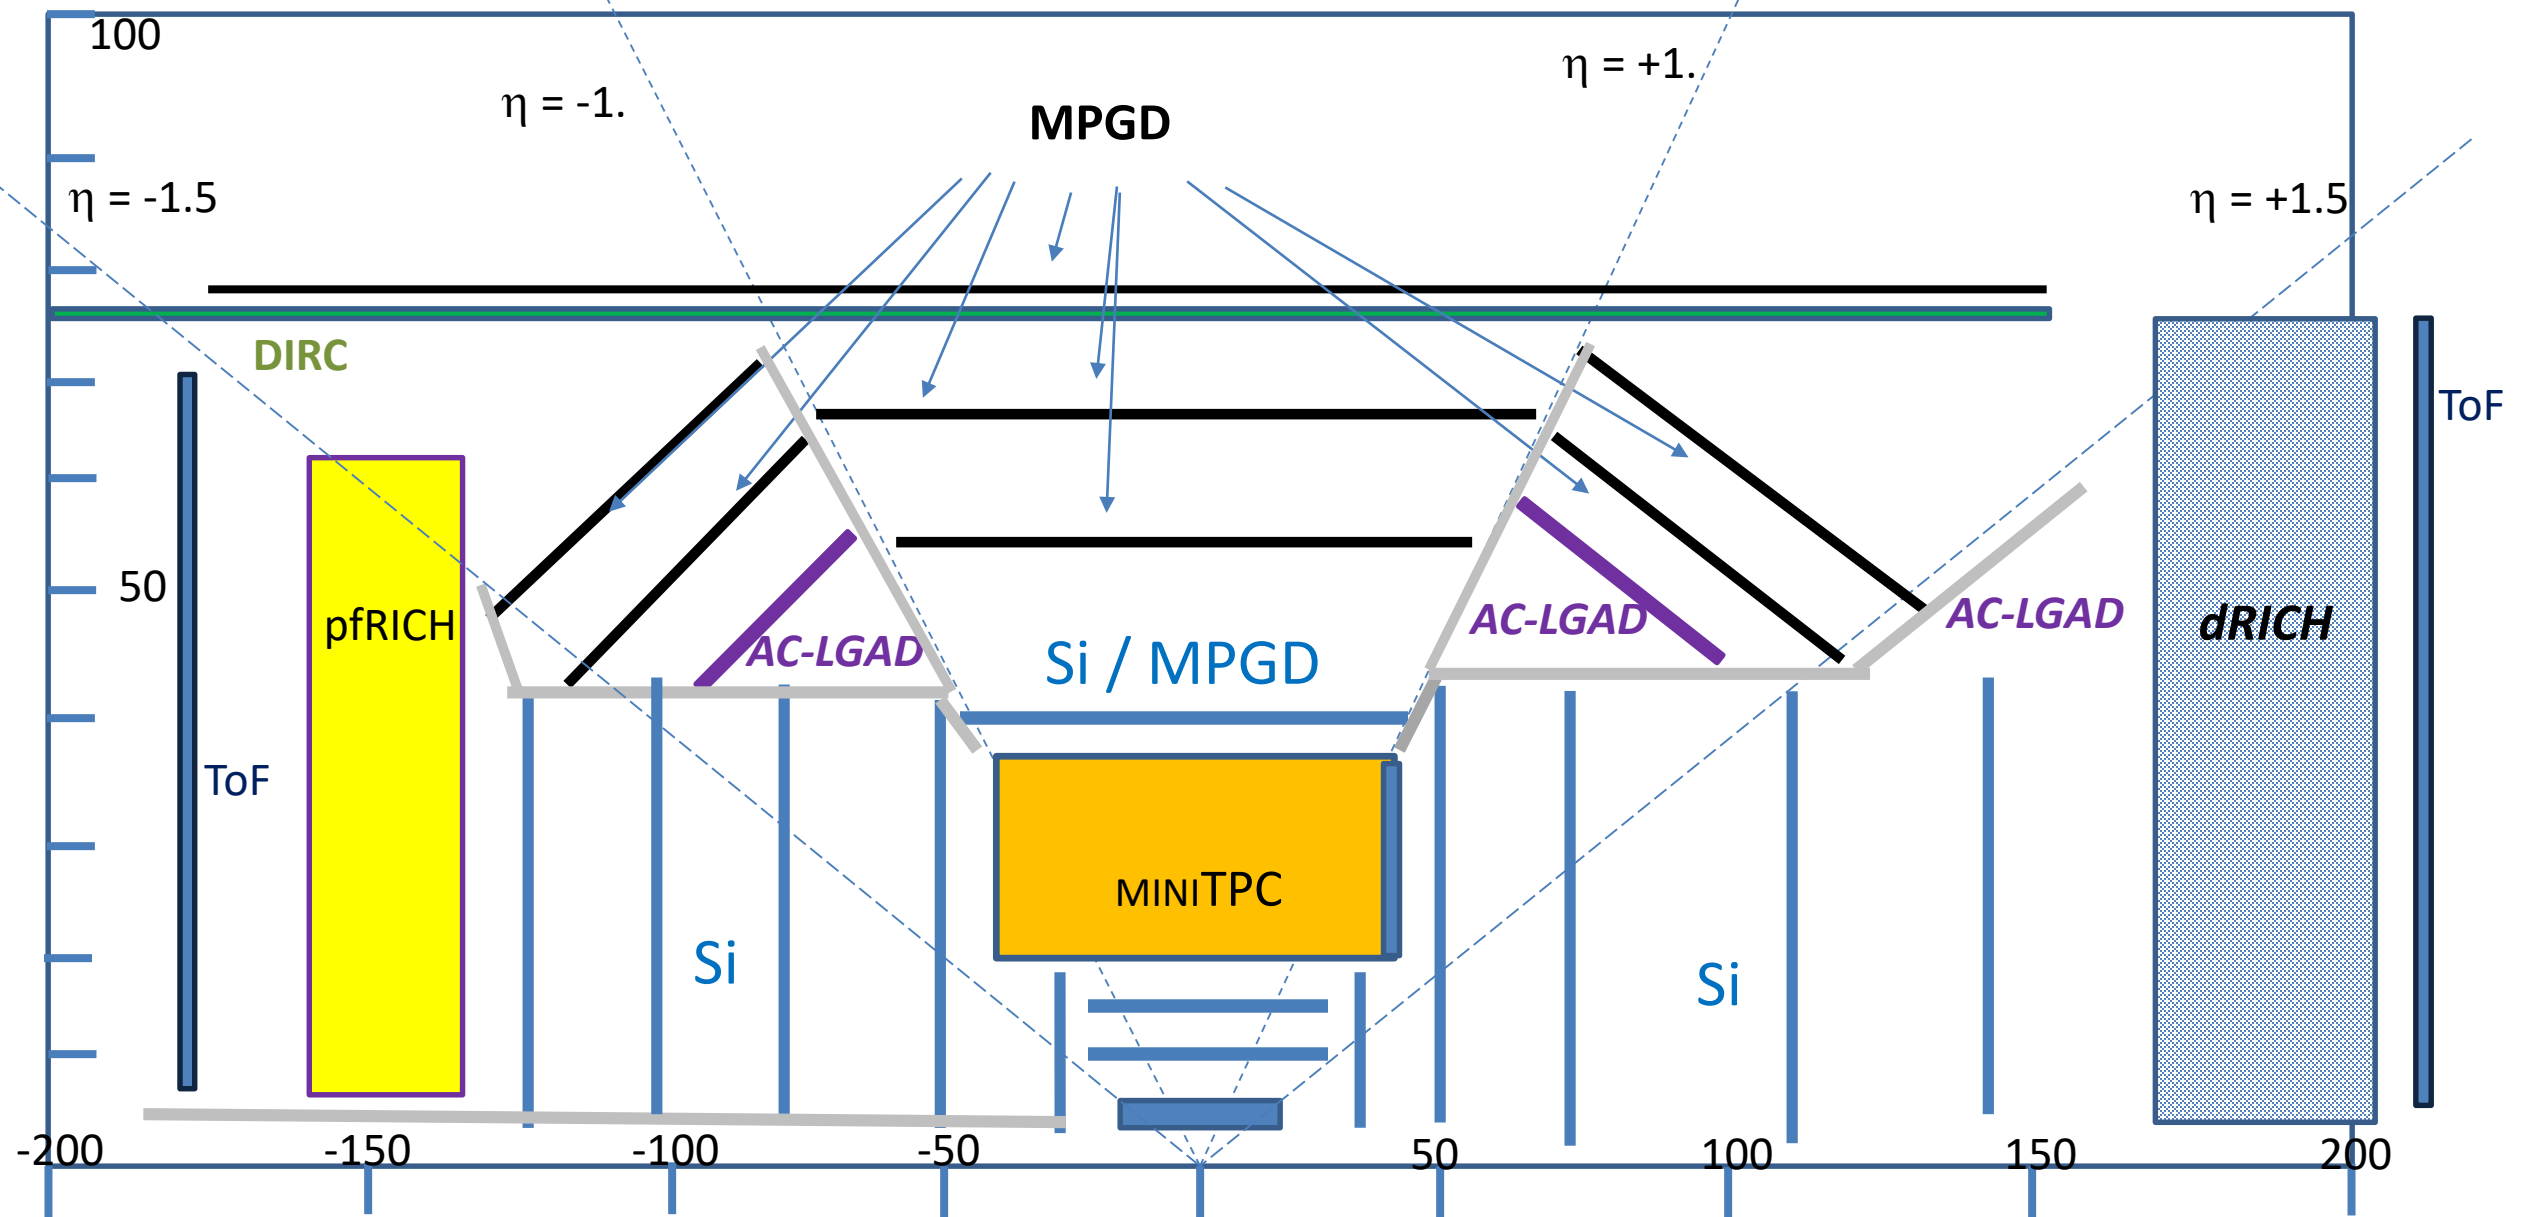 100
η = +1.
η = -1.
MPGD
η = -1.5
η = +1.5
DIRC
ToF
50
pfRICH
AC-LGAD
Si / MPGD
AC-LGAD
AC-LGAD
dRICH
ToF
MINITPC
Si
Si
-200
-150
-100
-50
50
100
150
200